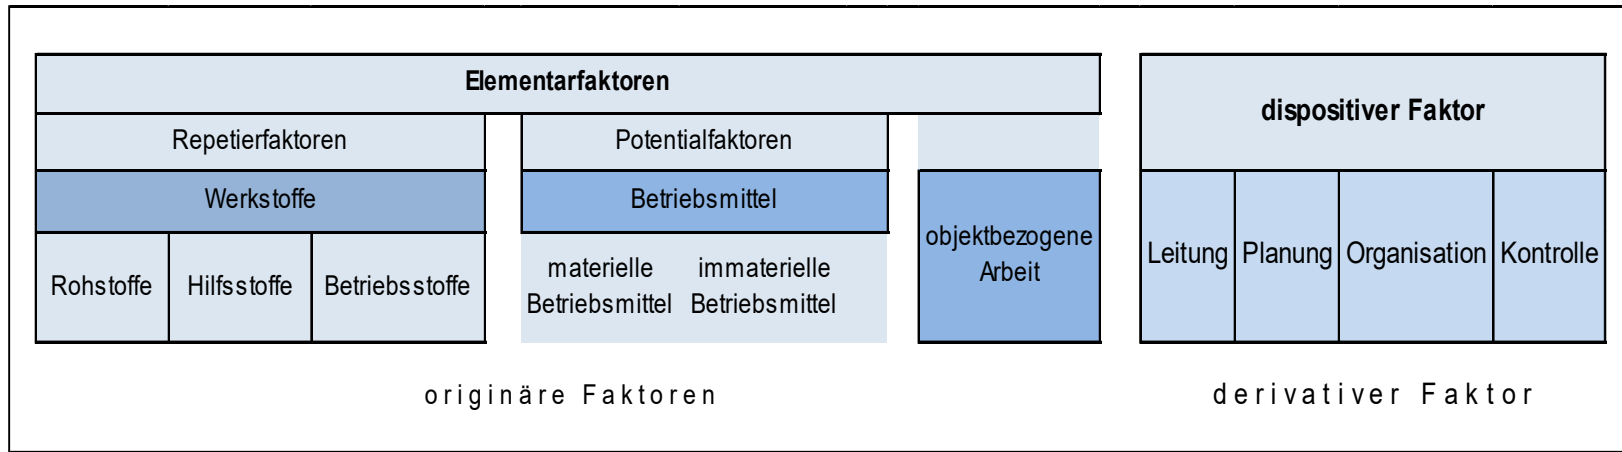 Elementarfaktoren
dispositiver Faktor
Repetierfaktoren
Potentialfaktoren
Werkstoffe
Betriebsmittel
objektbezogene
Arbeit
Rohstoffe
Hilfsstoffe
Betriebsstoffe
materielle
Betriebsmittel
immaterielle
Betriebsmittel
Leitung
Planung
Organisation
Kontrolle
originäre Faktoren
derivativer Faktor